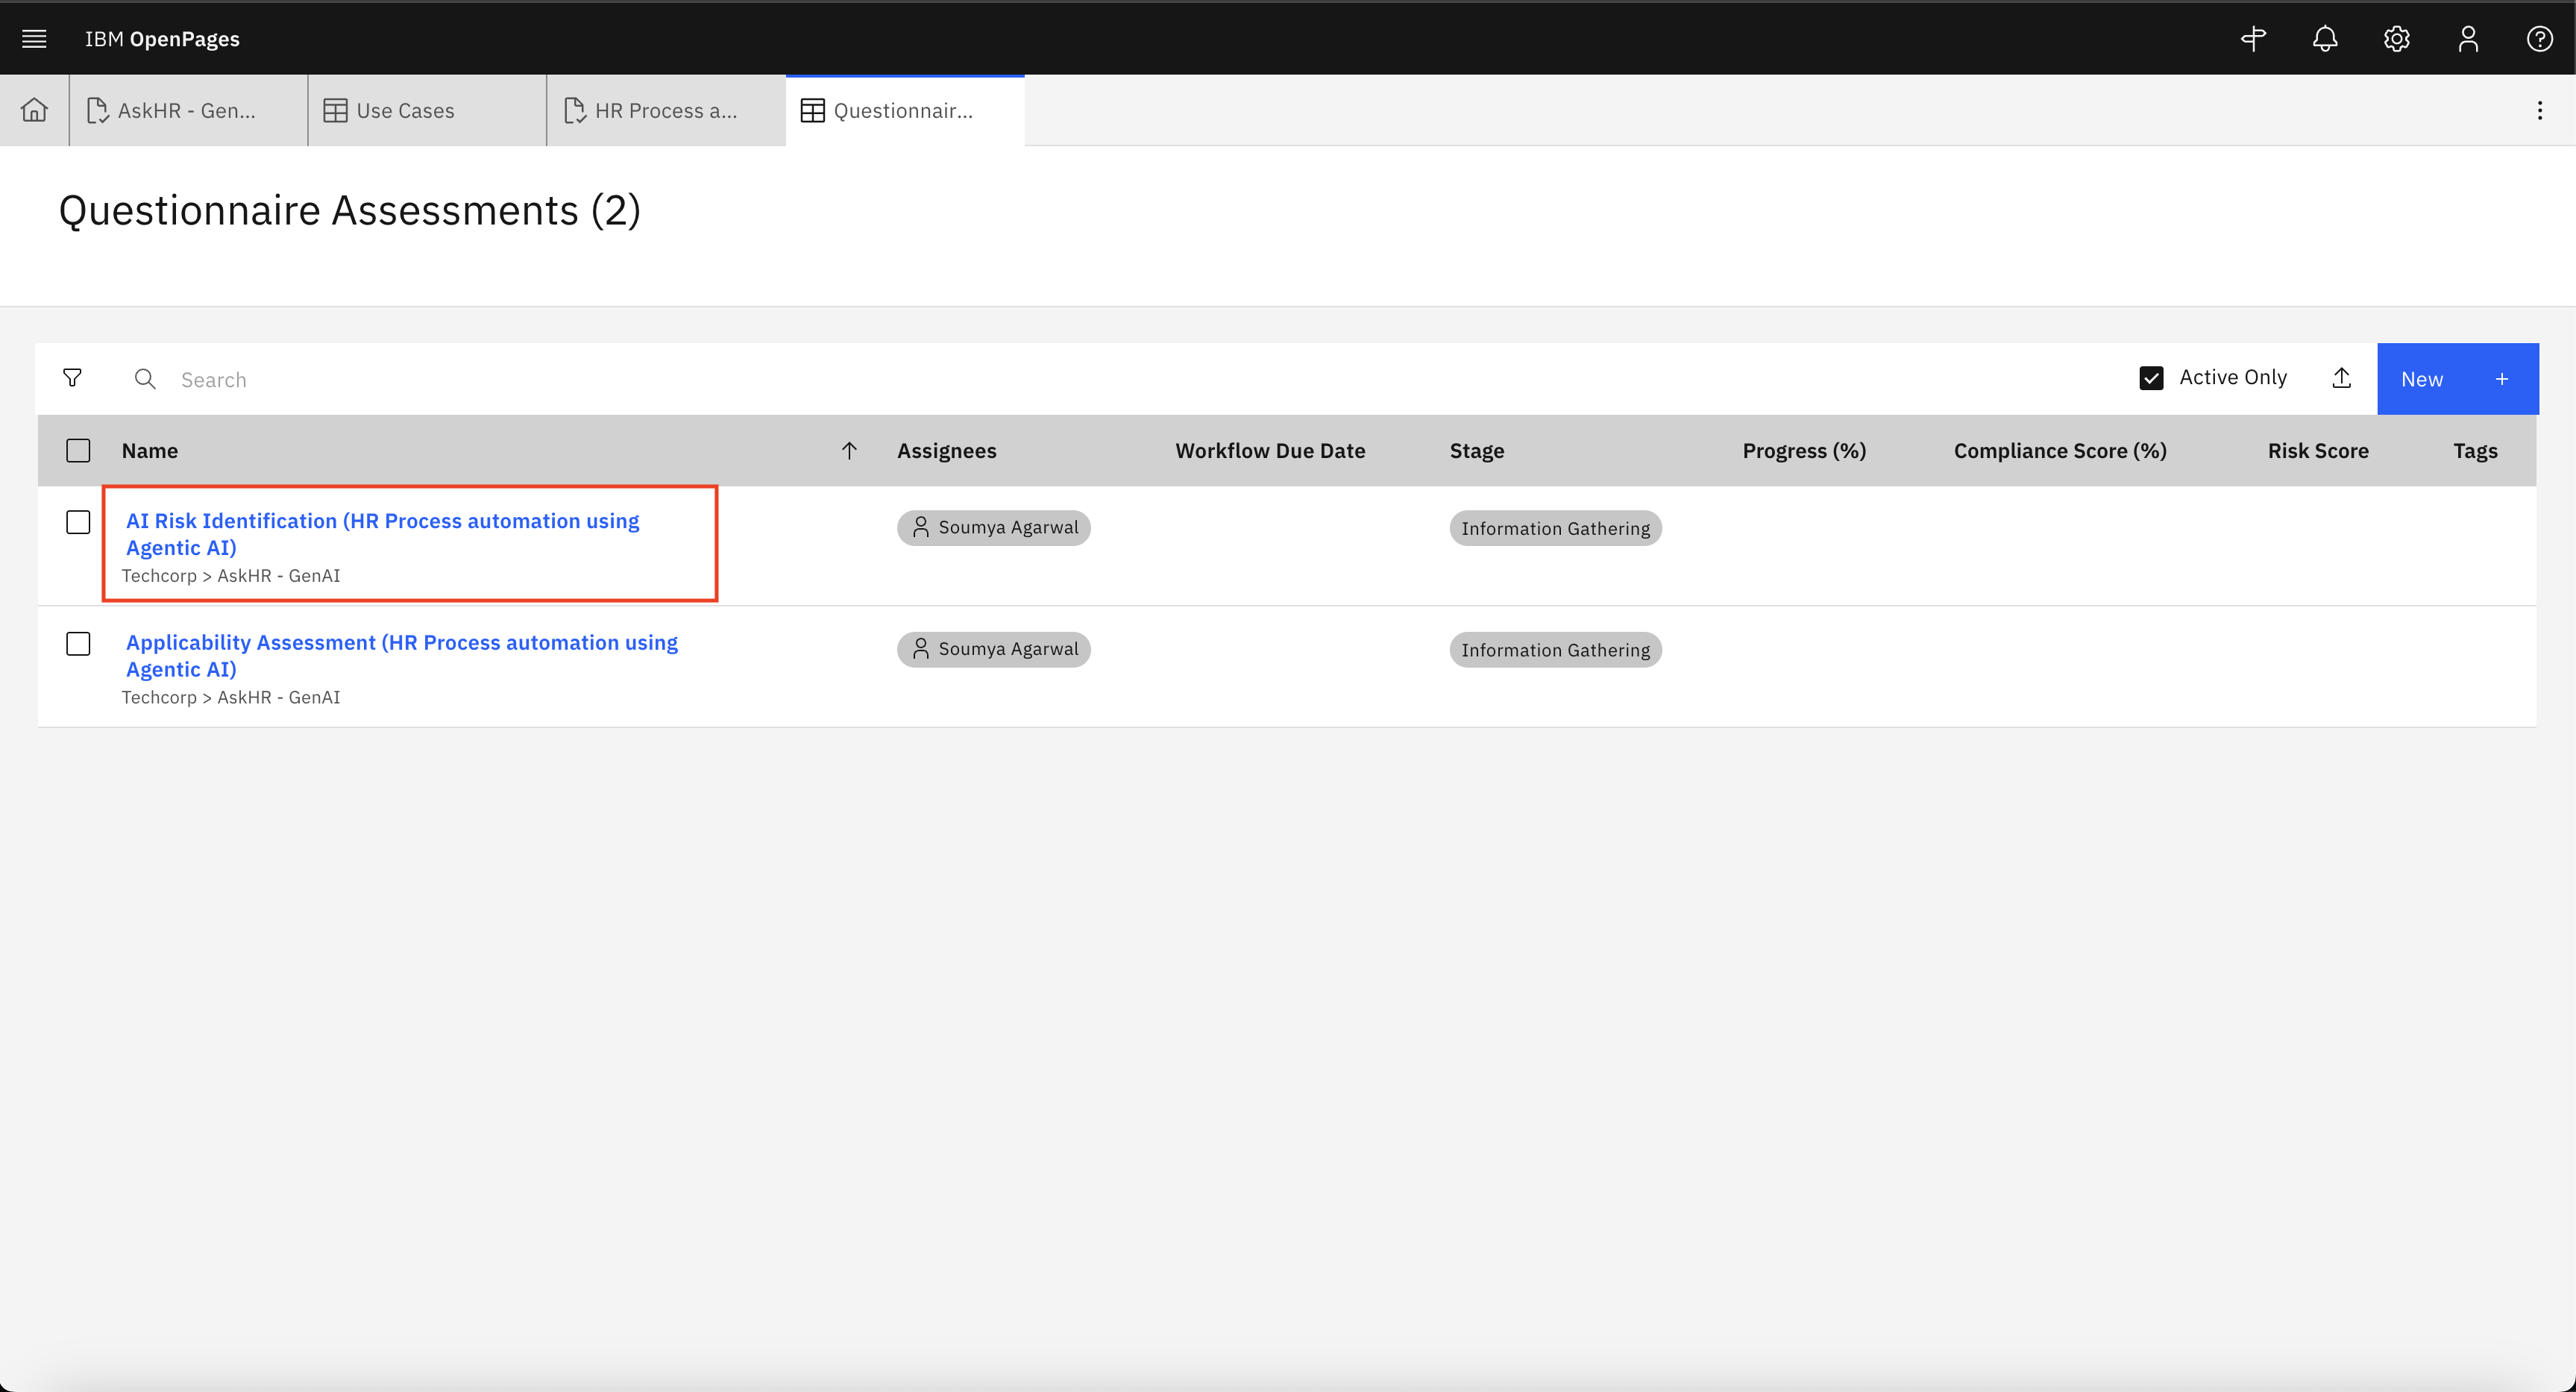 IBM OpenPages
AskHR - Gen...
Use Cases
HR Process a...
Questionnair...
Questionnaire Assessments (2)
Search
Active Only
New +
Name
Assignees
Workflow Due Date
Stage
Progress (%)
Compliance Score (%)
Risk Score
Tags
AI Risk Identification (HR Process automation using
Agentic AI)
Techcorp > AskHR - GenAI
Soumya Agarwal
Information Gathering
Applicability Assessment (HR Process automation using
Agentic AI)
Techcorp > AskHR - GenAI
Soumya Agarwal
Information Gathering